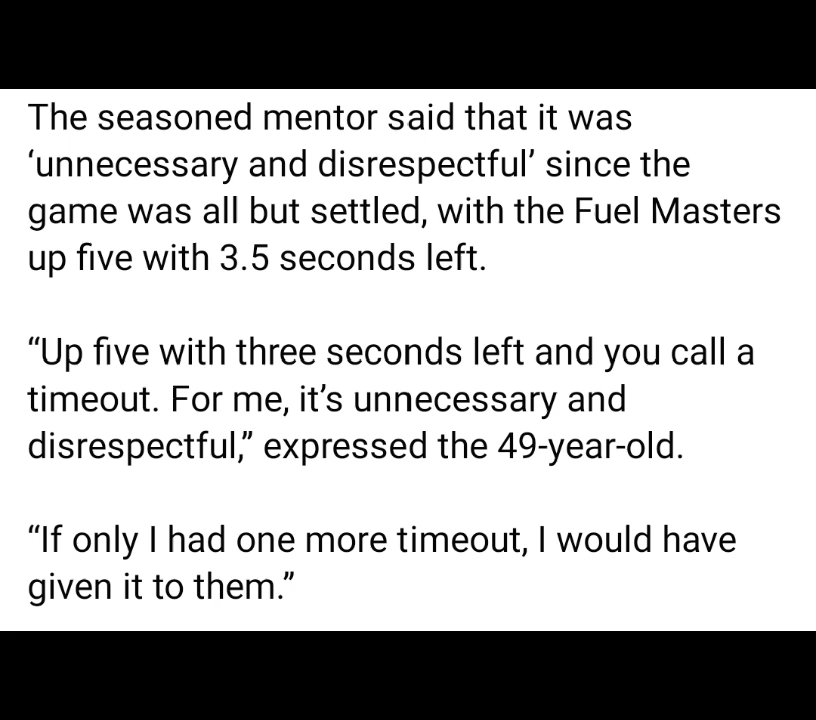 The seasoned mentor said that it was
‘unnecessary and disrespectful’ since the
game was all but settled, with the Fuel Masters
up five with 3.5 seconds left.
“Up five with three seconds left and you call a
timeout. For me, it’s unnecessary and
disrespectful,” expressed the 49-year-old.
“If only I had one more timeout, I would have
given it to them.”